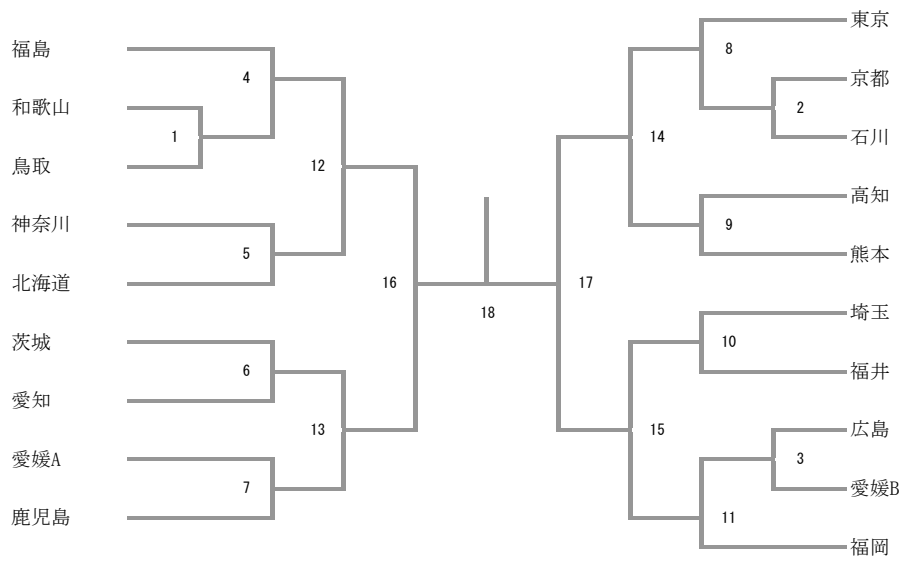 福島
4
和歌山
1
鳥取
12
神奈川
5
北海道
16
茨城
6
愛知
13
愛媛A
7
鹿児島
18
東京
8
京都
2
石川
14
高知
9
熊本
17
埼玉
10
福井
広島
15
3
愛媛B
11
福岡